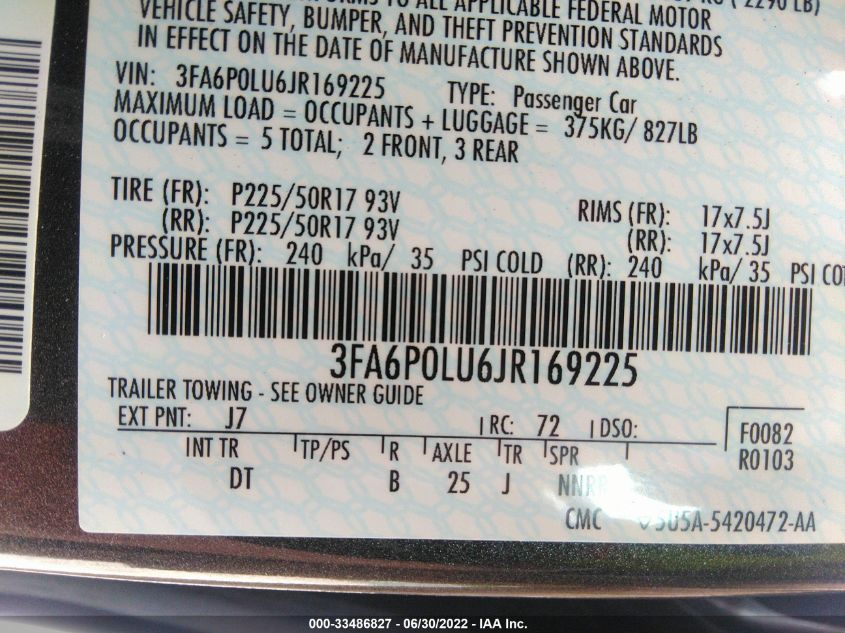 VEHICLE SAFETY, BUMPER, AND THEFT PREVENTION STANDARDS
IN EFFECT ON THE DATE OF MANUFACTURE SHOWN ABOVE.
VIN: 3FA6P0LU6JR169225 TYPE: Passenger Car
MAXIMUM LOAD = OCCUPANTS + LUGGAGE = 375KG/ 827LB
OCCUPANTS = 5 TOTAL; 2 FRONT, 3 REAR
TIRE (FR): P225/50R17 93V RIMS (FR): 17x7.5J
(RR): P225/50R17 93V (RR): 17x7.5J
PRESSURE (FR): 240 kPa/ 35 PSI COLD (RR): 240 kPa/ 35 PSI
3FA6P0LU6JR169225
TRAILER TOWING - SEE OWNER GUIDE
EXT PNT: J7 RC: 72 DSO: F0082
INT TR TP/PS R AXLE TR SPR R0103
DT B 25 J
CMC 5U5A-5420472-AA
000-33486827 - 06/30/2022 - IAA Inc.